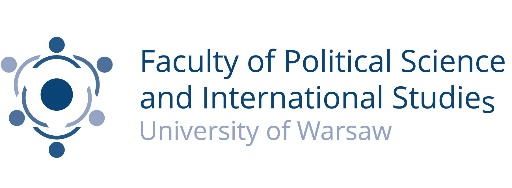 Faculty of Political Science
and International Studies
University of Warsaw